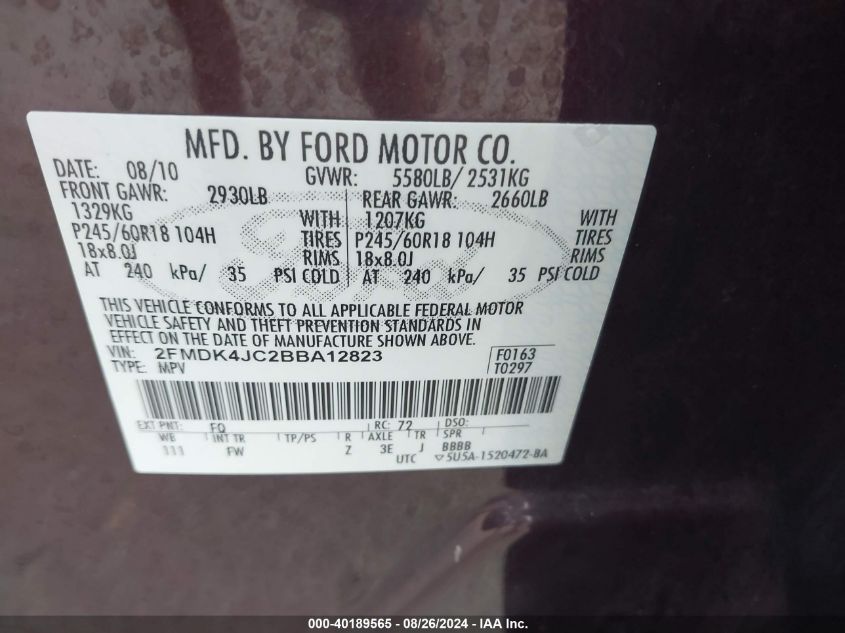 MFD. BY FORD MOTOR CO.
DATE: 08/10 GVWR: 5580LB/ 2531KG
FRONT GAWR: 2930LB REAR GAWR: 2660LB
1329KG WITH 1207KG WITH
P245/60R18 104H TIRES P245/60R18 104H TIRES
18x8.0J RIMS 18x8.0J RIMS
AT 240 kPa/ 35 PSI COLD AT 240 kPa/ 35 PSI COLD
Ford
THIS VEHICLE CONFORMS TO ALL APPLICABLE FEDERAL MOTOR
VEHICLE SAFETY AND THEFT PREVENTION STANDARDS IN
EFFECT ON THE DATE OF MANUFACTURE SHOWN ABOVE.
VIN: 2FMDK4JC2BBA12823 F0163
TYPE: MPV T0297
EXT PNT: FQ RC: 72 DSO:
WB INT TR TP/PS R AXLE TR SPR
111 FW Z 3E J BBBB
UTC ▽5U5A-1520472-BA
000-40189565 - 08/26/2024 - IAAI.com